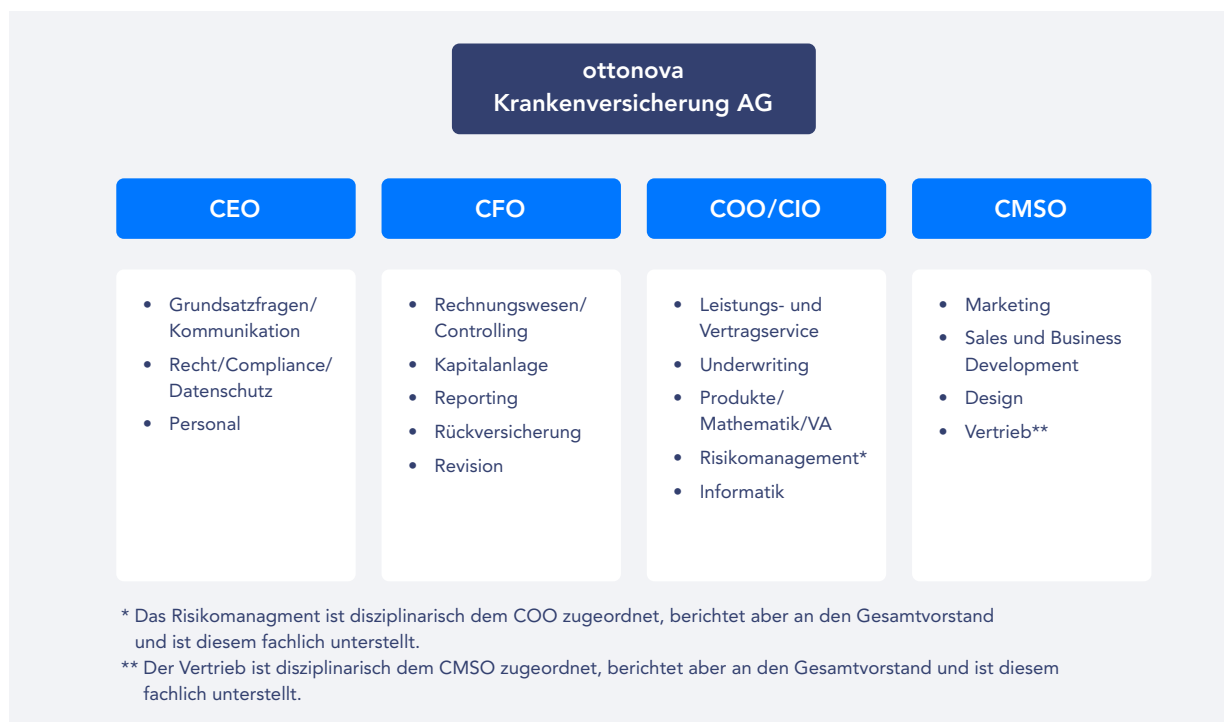 ottonova
Krankenversicherung AG
CEO
CFO
COO/CIO
CMSO
• Grundsatzfragen/
Kommunikation
• Recht/Compliance/
Datenschutz
• Personal
• Rechnungswesen/
Controlling
• Kapitalanlage
• Reporting
• Rückversicherung
• Revision
• Leistungs- und
Vertragservice
• Underwriting
• Produkte/
Mathematik/VA
• Risikomanagement*
• Informatik
• Marketing
• Sales und Business
Development
• Design
• Vertrieb**
* Das Risikomanagment ist disziplinarisch dem COO zugeordnet, berichtet aber an den Gesamtvorstand
und ist diesem fachlich unterstellt.
** Der Vertrieb ist disziplinarisch dem CMSO zugeordnet, berichtet aber an den Gesamtvorstand und ist diesem
fachlich unterstellt.